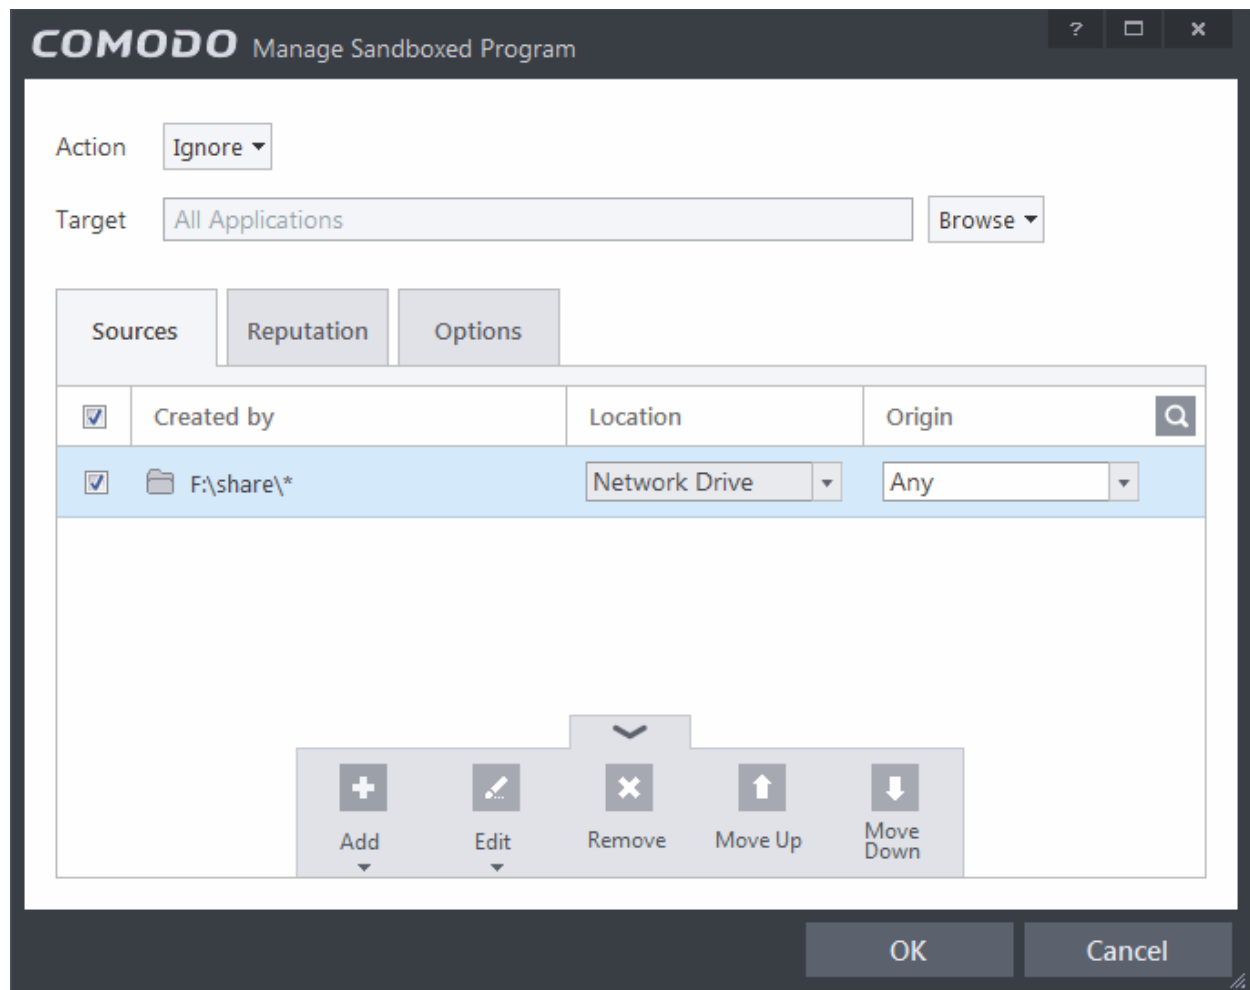 COMODO Manage Sandboxed Program
?
Action Ignore
Target All Applications Browse
Sources Reputation Options
Created by Location Origin
F:\share\* Network Drive Any
Add Edit Remove Move Up Move Down
OK Cancel